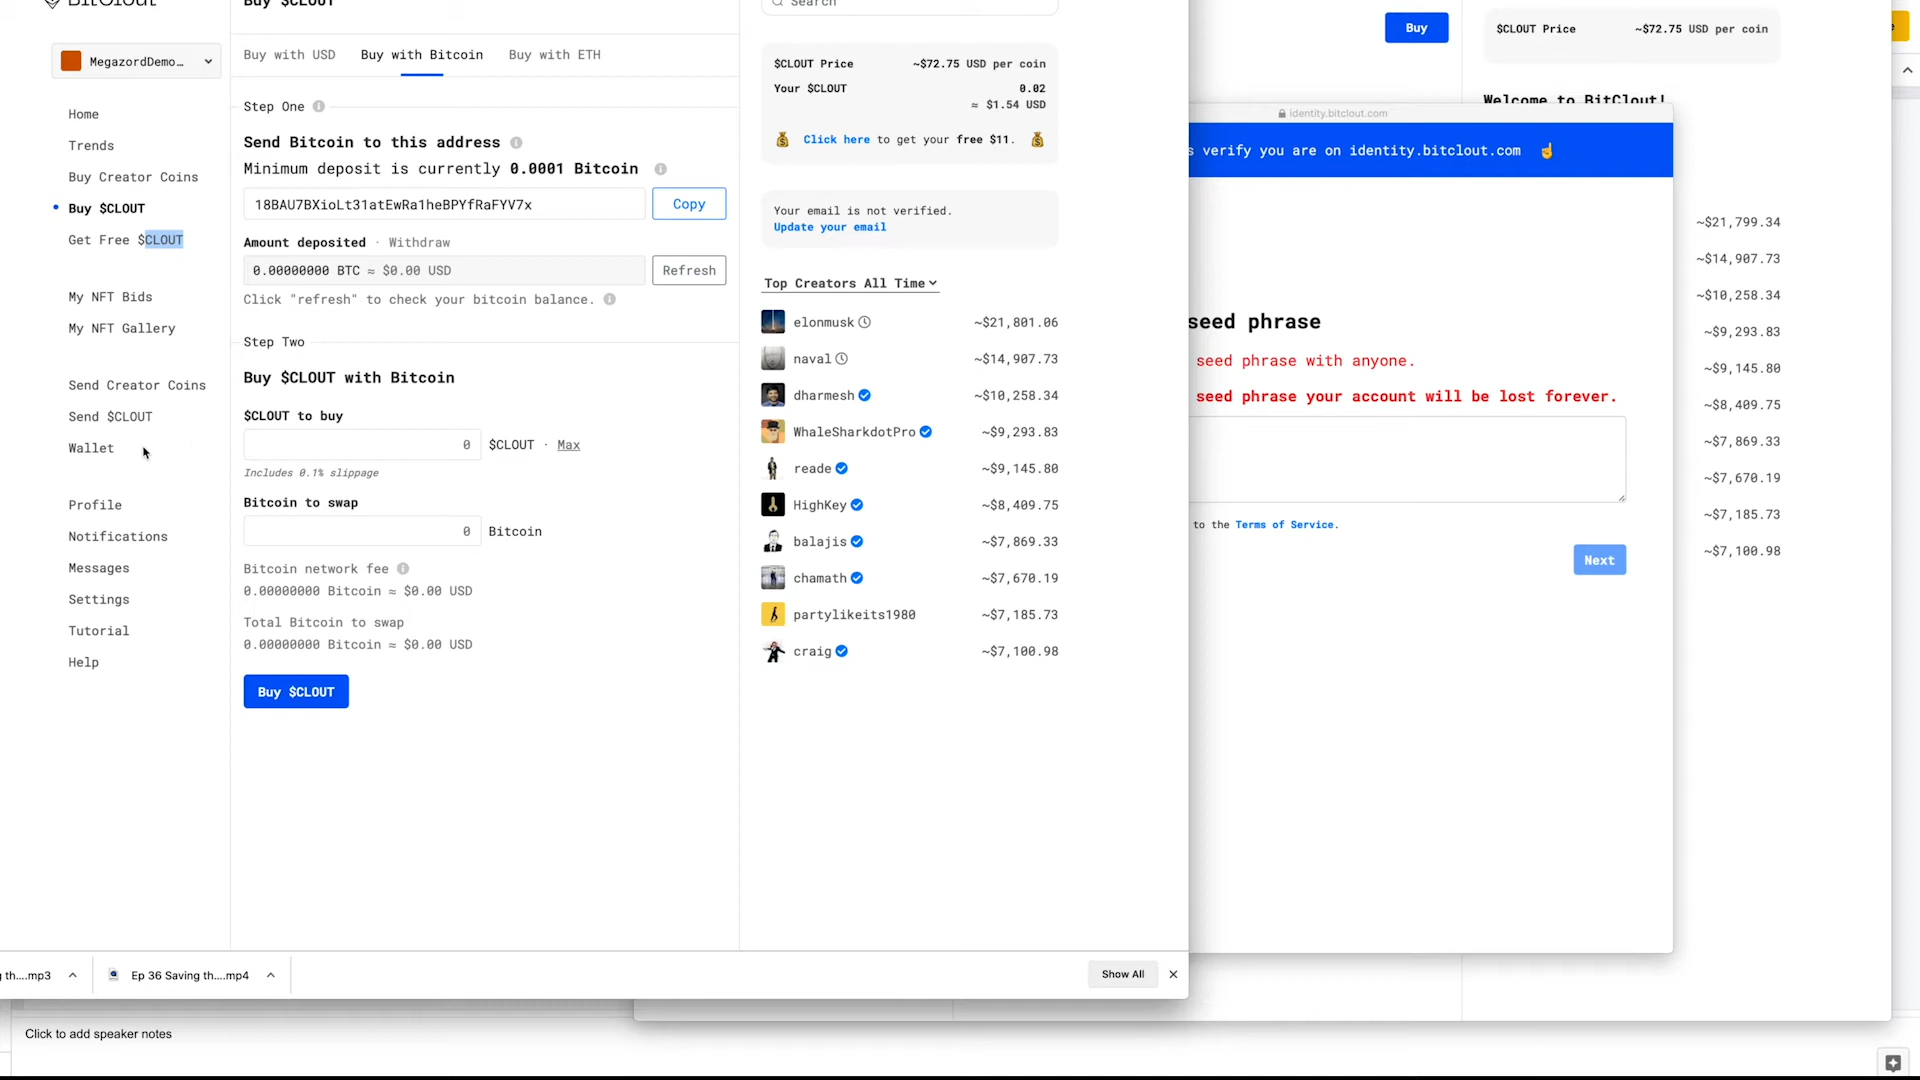 BitClout
MegazordDemo...
Home
Trends
Buy Creator Coins
Buy $CLOUT
Get Free $CLOUT
My NFT Bids
My NFT Gallery
Send Creator Coins
Send $CLOUT
Wallet
Profile
Notifications
Messages
Settings
Tutorial
Help
Buy $CLOUT
Buy with USD
Buy with Bitcoin
Buy with ETH
Step One
Send Bitcoin to this address
Minimum deposit is currently 0.0001 Bitcoin
18BAU7BXioLt31atEwRa1heBPYfRaFYV7x
Copy
Amount deposited · Withdraw
0.00000000 BTC ≈ $0.00 USD
Refresh
Click "refresh" to check your bitcoin balance.
Step Two
Buy $CLOUT with Bitcoin
$CLOUT to buy
0 $CLOUT · Max
Includes 0.1% slippage
Bitcoin to swap
0 Bitcoin
Bitcoin network fee
0.00000000 Bitcoin ≈ $0.00 USD
Total Bitcoin to swap
0.00000000 Bitcoin ≈ $0.00 USD
Buy $CLOUT
Search
$CLOUT Price ~$72.75 USD per coin
Your $CLOUT 0.02
≈ $1.54 USD
Click here to get your free $11.
Your email is not verified.
Update your email
Top Creators All Time
elonmusk ~$21,801.06
naval ~$14,907.73
dharmesh ~$10,258.34
WhaleSharkdotPro ~$9,293.83
reade ~$9,145.80
HighKey ~$8,409.75
balajis ~$7,869.33
chamath ~$7,670.19
partylikeits1980 ~$7,185.73
craig ~$7,100.98
Buy
$CLOUT Price ~$72.75 USD per coin
Welcome to BitClout!
identity.bitclout.com
s verify you are on identity.bitclout.com
seed phrase
seed phrase with anyone.
seed phrase your account will be lost forever.
to the Terms of Service.
Next
~$21,799.34
~$14,907.73
~$10,258.34
~$9,293.83
~$9,145.80
~$8,409.75
~$7,869.33
~$7,670.19
~$7,185.73
~$7,100.98
g th....mp3
Ep 36 Saving th....mp4
Show All
Click to add speaker notes